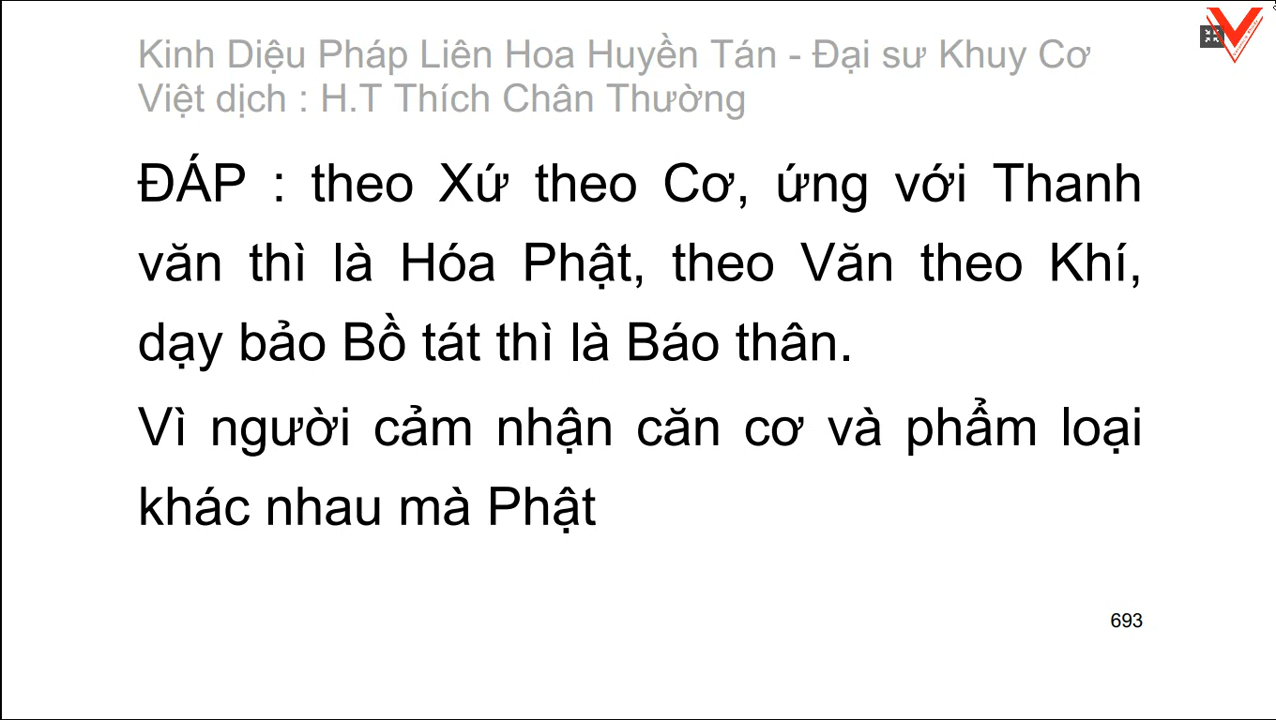 Kinh Diệu Pháp Liên Hoa Huyền Tán - Đại sư Khuy Cơ
Việt dịch : H.T Thích Chân Thường
ĐÁP : theo Xứ theo Cơ, ứng với Thanh
văn thì là Hóa Phật, theo Văn theo Khí,
dạy bảo Bồ tát thì là Báo thân.
Vì người cảm nhận căn cơ và phẩm loại
khác nhau mà Phật
693